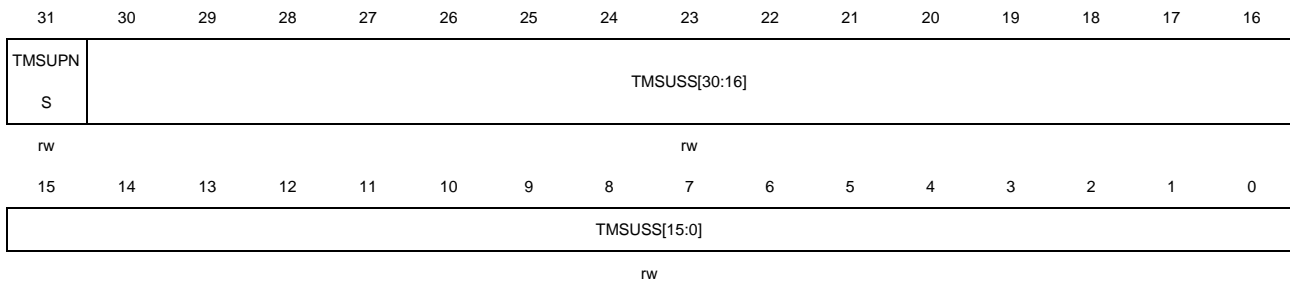 31 30 29 28 27 26 25 24 23 22 21 20 19 18 17 16
TMSUPN
S
TMSUSS[30:16]
rw rw
15 14 13 12 11 10 9 8 7 6 5 4 3 2 1 0
TMSUSS[15:0]
rw